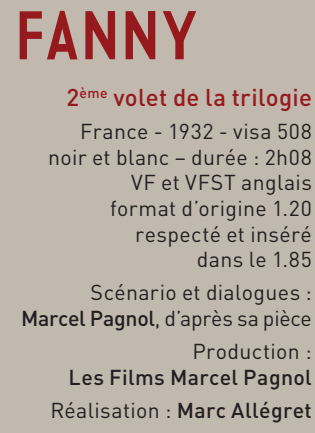 FANNY
2ème volet de la trilogie
France - 1932 - visa 508
noir et blanc – durée : 2h08
VF et VFST anglais
format d’origine 1.20
respecté et inséré
dans le 1.85
Scénario et dialogues :
Marcel Pagnol, d’après sa pièce
Production :
Les Films Marcel Pagnol
Réalisation : Marc Allégret